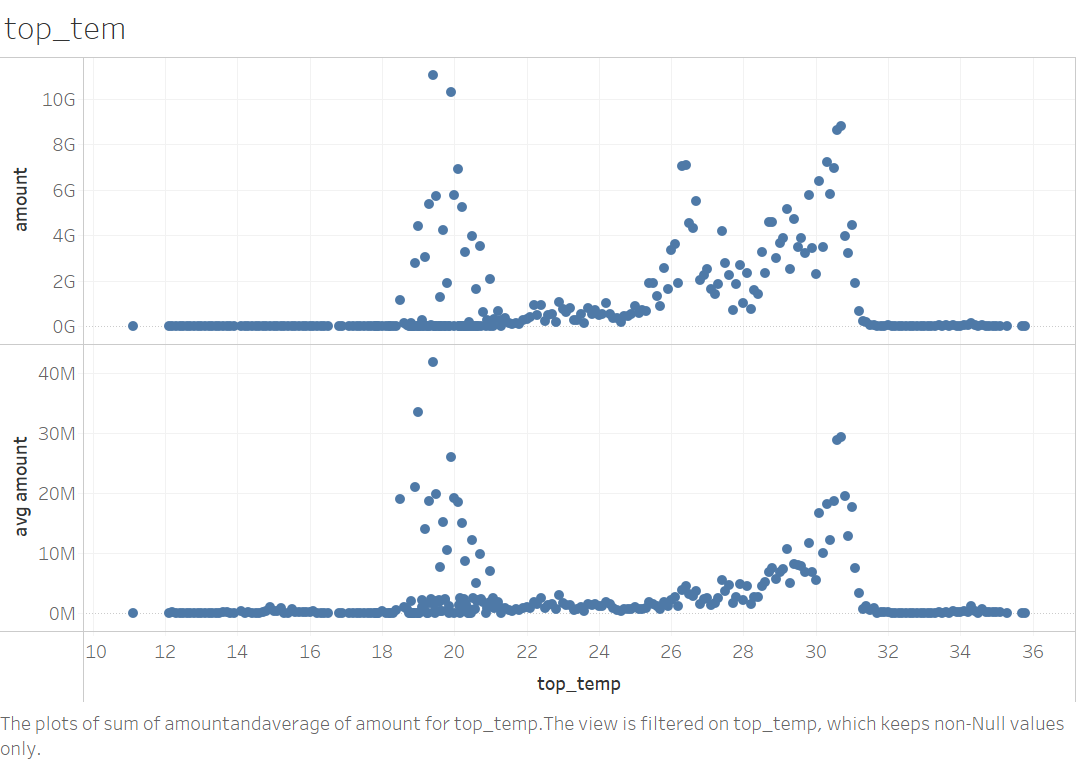 top_tem
amount
10G
8G
6G
4G
2G
0G
avg amount
40M
30M
20M
10M
0M
10 12 14 16 18 20 22 24 26 28 30 32 34 36
top_temp
The plots of sum of amountandaverage of amount for top_temp.The view is filtered on top_temp, which keeps non-Null values
only.